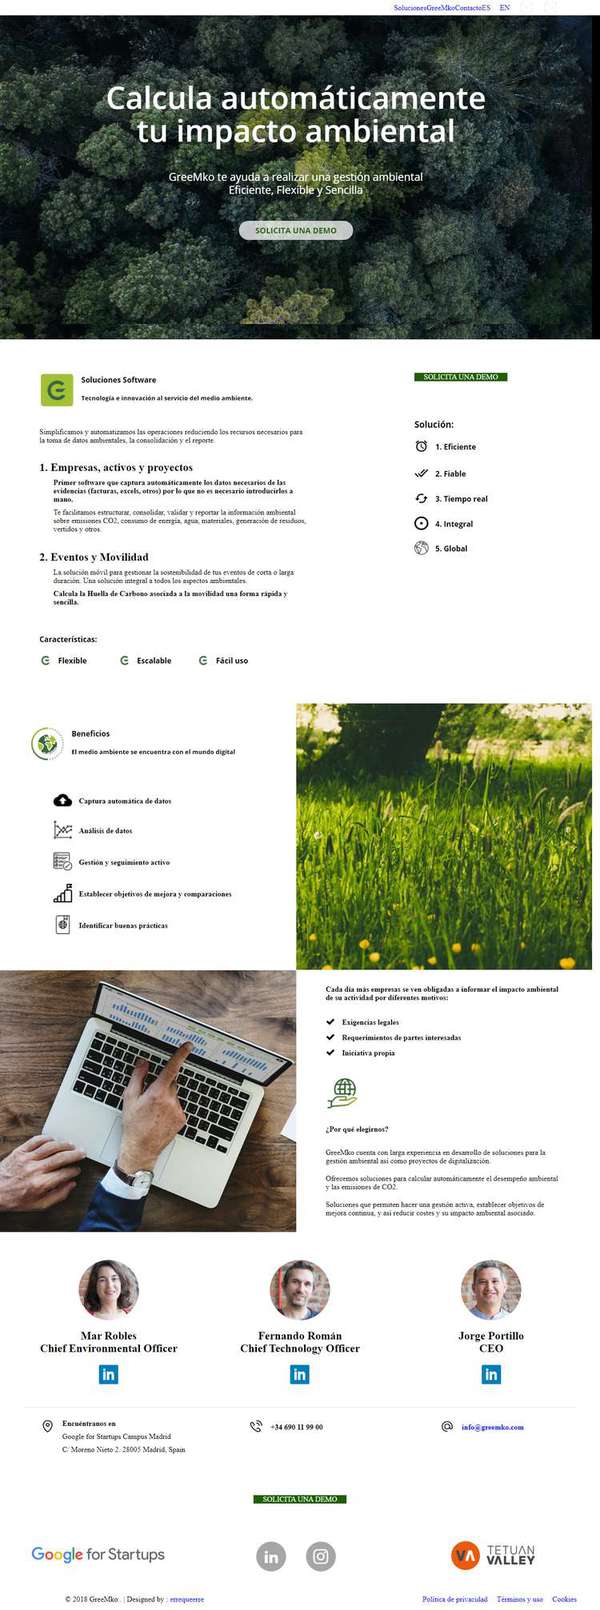 SolucionesGreeMkoContactoES EN
Calcula automáticamente
tu impacto ambiental
GreeMko te ayuda a realizar una gestión ambiental
Eficiente, Flexible y Sencilla
SOLICITA UNA DEMO
Soluciones Software
Tecnología e innovación al servicio del medio ambiente.
Simplificamos y automatizamos las operaciones reduciendo los recursos necesarios para
la toma de datos ambientales, la consolidación y el reporte
1. Empresas, activos y proyectos
Primer software que captura automáticamente los datos necesarios de las
evidencias (facturas, excels, otros) por lo que no es necesario introducirlos a
mano.
Te facilitamos estructurar, consolidar, validar y reportar la información ambiental
sobre emisiones CO2, consumo de energía, agua, materiales, generación de residuos,
vertidos y otros.
2. Eventos y Movilidad
La solución móvil para gestionar la sostenibilidad de tus eventos de corta o larga
duración. Una solución integral a todos los aspectos ambientales.
Calcula la Huella de Carbono asociada a la movilidad una forma rápida y
sencilla.
Características:
Flexible
Escalable
Fácil uso
SOLICITA UNA DEMO
Solución:
1. Eficiente
2. Fiable
3. Tiempo real
4. Integral
5. Global
Beneficios
El medio ambiente se encuentra con el mundo digital
Captura automática de datos
Análisis de datos
Gestión y seguimiento activo
Establecer objetivos de mejora y comparaciones
Identificar buenas prácticas
Cada día más empresas se ven obligadas a informar el impacto ambiental
de su actividad por diferentes motivos:
Exigencias legales
Requerimientos de partes interesadas
Iniciativa propia
¿Por qué elegirnos?
GreeMko cuenta con larga experiencia en desarrollo de soluciones para la
gestión ambiental así como proyectos de digitalización.
Ofrecemos soluciones para calcular automáticamente el desempeño ambiental
y las emisiones de CO2.
Soluciones que permiten hacer una gestión activa, establecer objetivos de
mejora continua, y así reducir costes y su impacto ambiental asociado.
Mar Robles
Chief Environmental Officer
in
Fernando Román
Chief Technology Officer
in
Jorge Portillo
CEO
in
Encuéntranos en
Google for Startups Campus Madrid
C/ Moreno Nieto 2. 28005 Madrid, Spain
+34 690 11 99 00
info@greemko.com
SOLICITA UNA DEMO
Google for Startups
in
VA TETUAN
VALLEY
© 2018 GreeMko . | Designed by : errequeerre
Política de privacidad Términos y uso Cookies